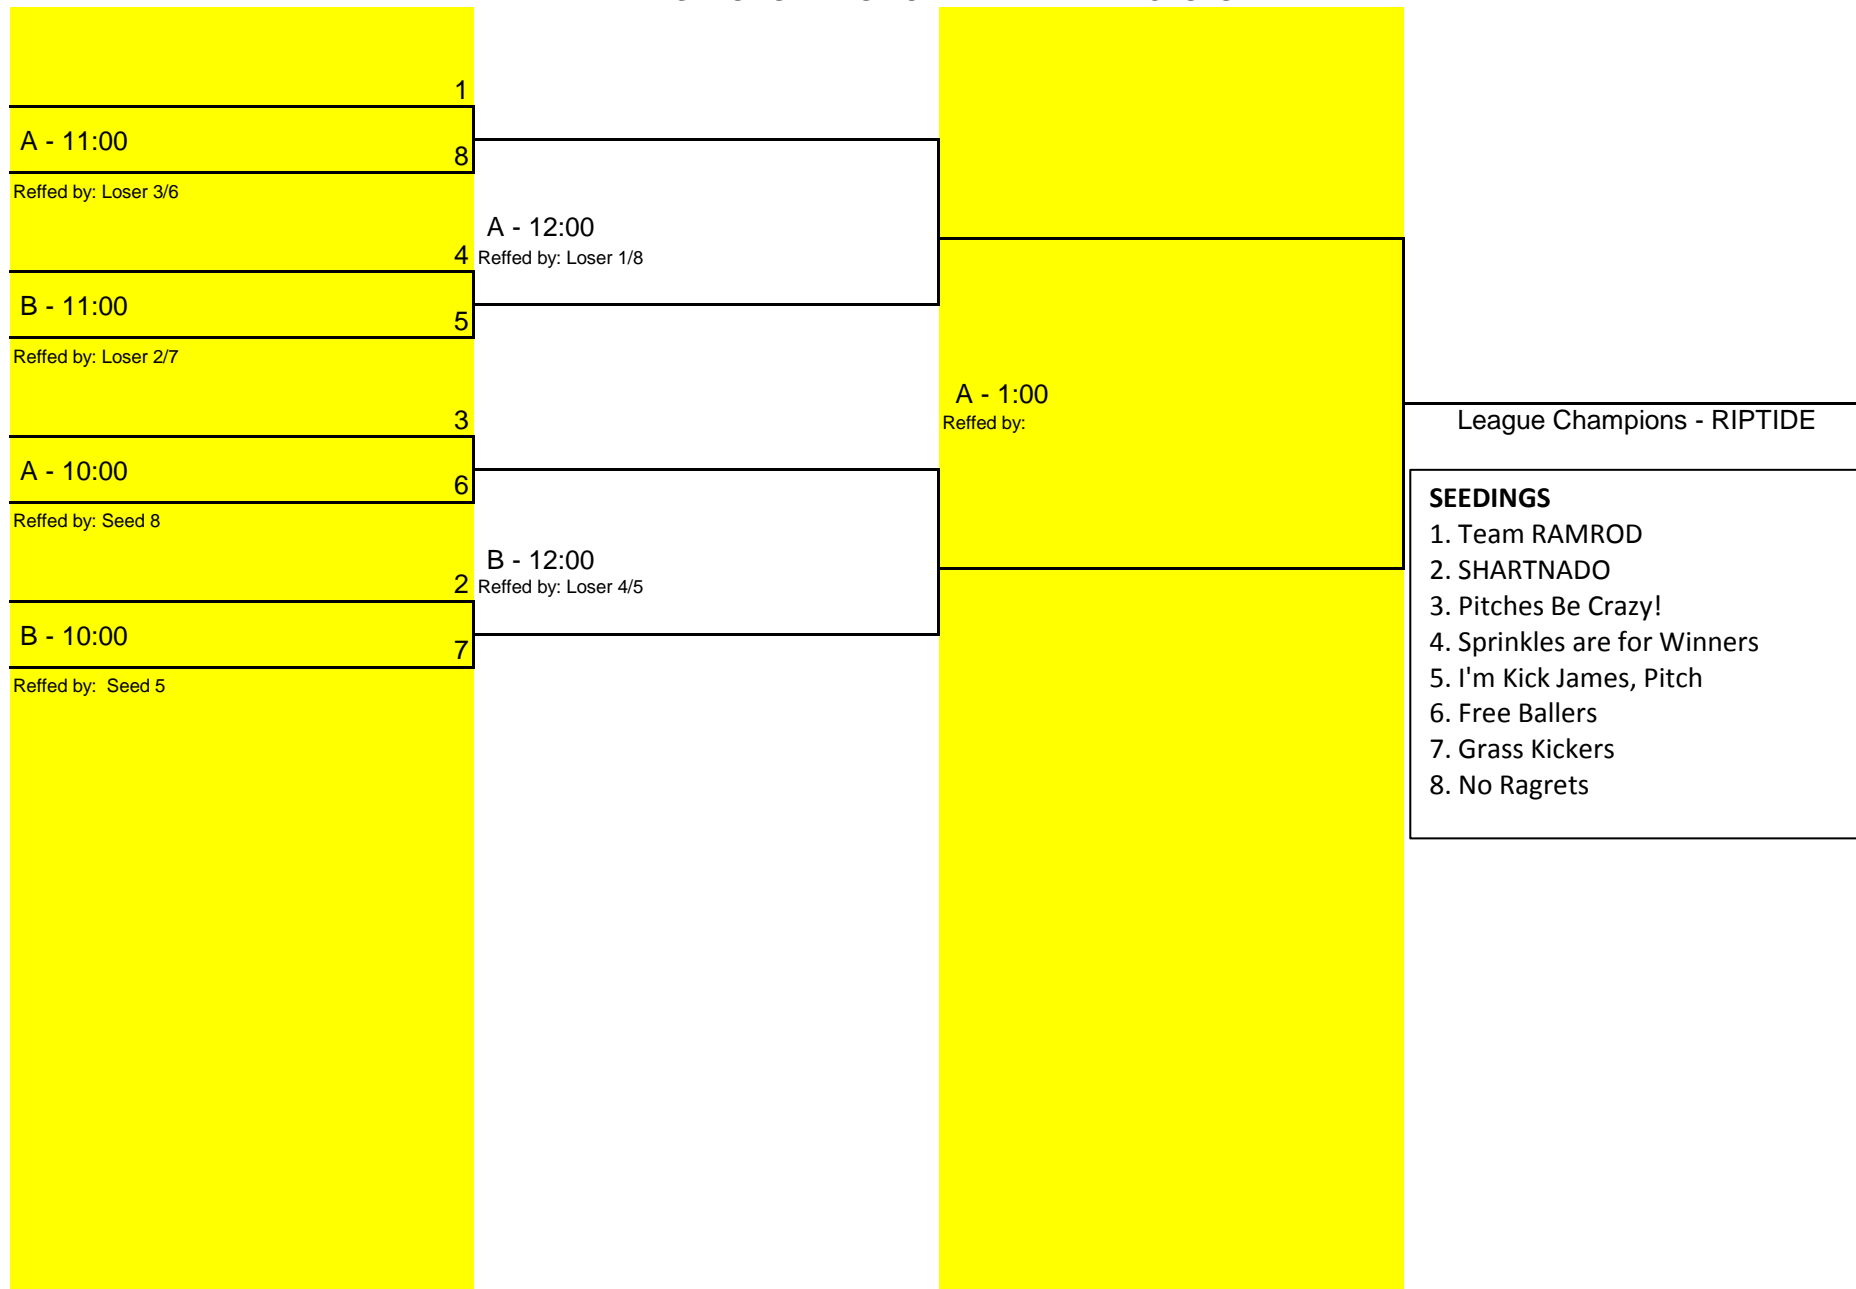 1
A - 11:00
8
Reffed by: Loser 3/6
A - 12:00
4
Reffed by: Loser 1/8
B - 11:00
5
Reffed by: Loser 2/7
A - 1:00
3
Reffed by:
League Champions - RIPTIDE
A - 10:00
6
Reffed by: Seed 8
B - 12:00
2
Reffed by: Loser 4/5
B - 10:00
7
Reffed by:  Seed 5
SEEDINGS
1. Team RAMROD
2. SHARTNADO
3. Pitches Be Crazy!
4. Sprinkles are for Winners
5. I'm Kick James, Pitch
6. Free Ballers
7. Grass Kickers
8. No Ragrets